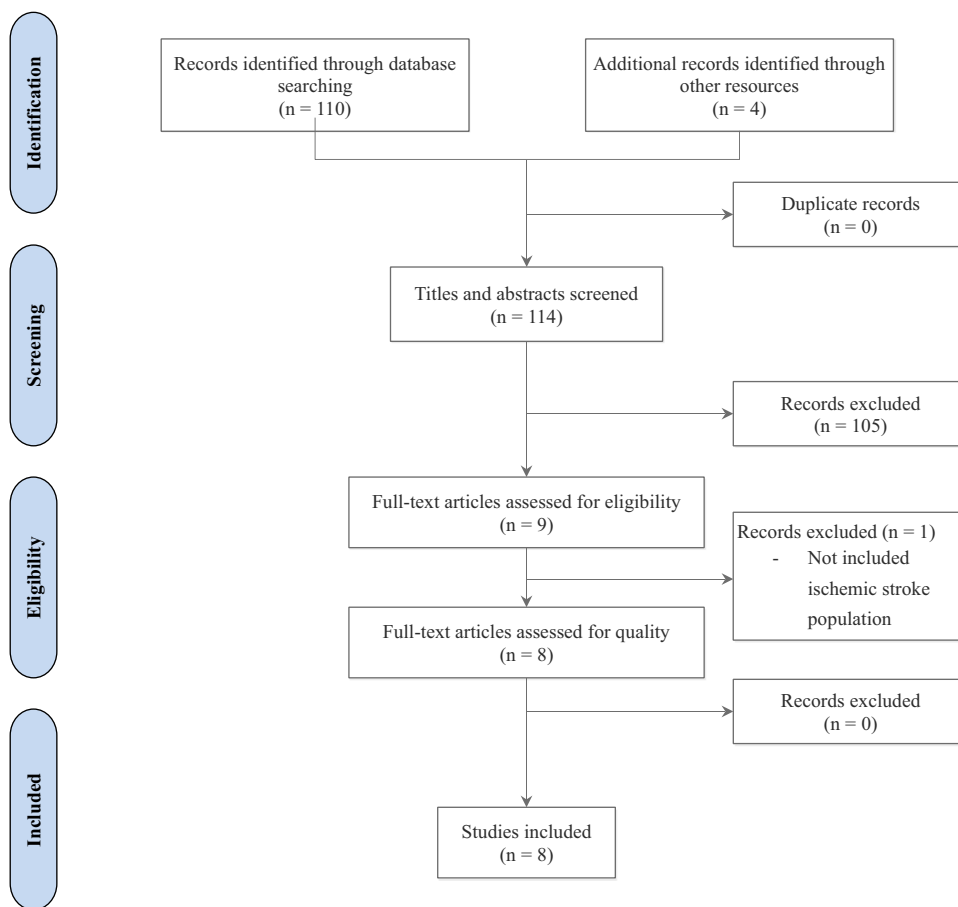 Identification
Records identified through database
searching
(n = 110)
Additional records identified through
other resources
(n = 4)
Duplicate records
(n = 0)
Screening
Titles and abstracts screened
(n = 114)
Records excluded
(n = 105)
Eligibility
Full-text articles assessed for eligibility
(n = 9)
Records excluded (n = 1)
- Not included
ischemic stroke
population
Full-text articles assessed for quality
(n = 8)
Records excluded
(n = 0)
Included
Studies included
(n = 8)